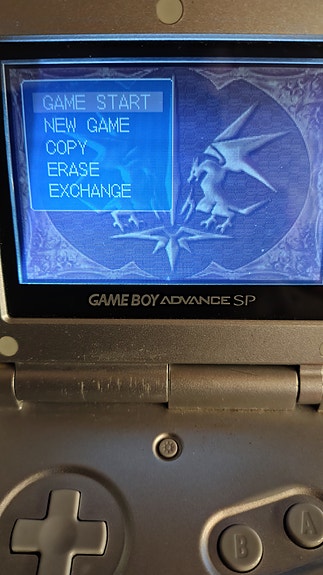 GAME START
NEW GAME
COPY
ERASE
EXCHANGE
GAME BOY ADVANCE SP
B
A